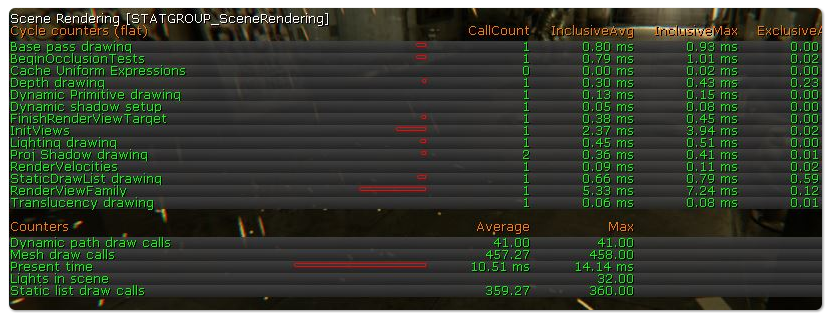 Scene Rendering [STATGROUP_SceneRendering]
Cycle counters (flat) CallCount InclusiveAvg InclusiveMax ExclusiveA
Base pass drawing 1 0.80 ms 0.93 ms 0.00
BeginOcclusionTests 1 0.79 ms 1.01 ms 0.02
Cache Uniform Expressions 0 0.00 ms 0.02 ms 0.00
Depth drawing 1 0.30 ms 0.43 ms 0.23
Dynamic Primitive drawing 1 0.13 ms 0.15 ms 0.00
Dynamic shadow setup 1 0.05 ms 0.08 ms 0.00
FinishRenderViewTarget 1 0.38 ms 0.45 ms 0.00
InitViews 1 2.37 ms 3.94 ms 0.02
Lighting drawing 1 0.45 ms 0.51 ms 0.00
Proj Shadow drawing 2 0.36 ms 0.41 ms 0.01
RenderVelocities 1 0.09 ms 0.11 ms 0.02
StaticDrawList drawing 1 0.66 ms 0.79 ms 0.59
RenderViewFamily 1 5.33 ms 7.24 ms 0.12
Translucency drawing 1 0.06 ms 0.08 ms 0.01
Counters Average Max
Dynamic path draw calls 41.00 41.00
Mesh draw calls 457.27 458.00
Present time 10.51 ms 14.14 ms
Lights in scene 32.00
Static list draw calls 359.27 360.00